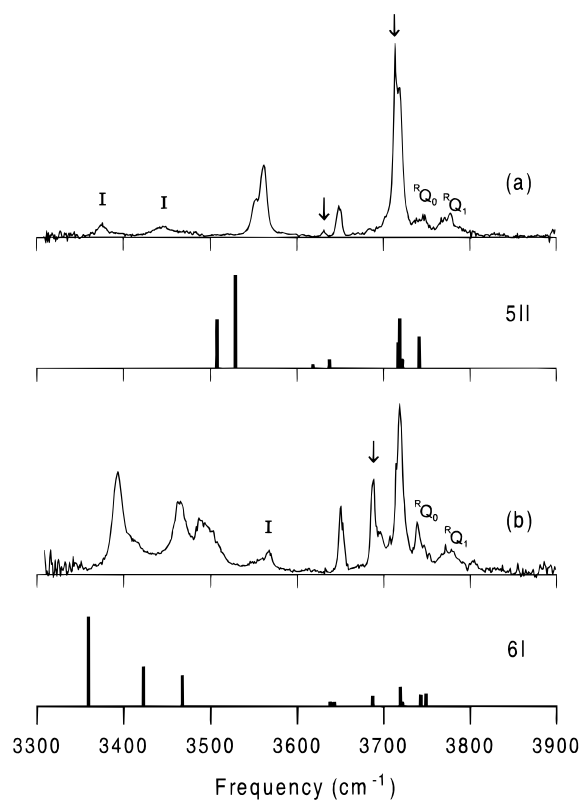 I I ᴿQ₀ ᴿQ₁ (a)
5II
I ᴿQ₀ ᴿQ₁ (b)
6I
3300 3400 3500 3600 3700 3800 3900
Frequency (cm⁻¹)